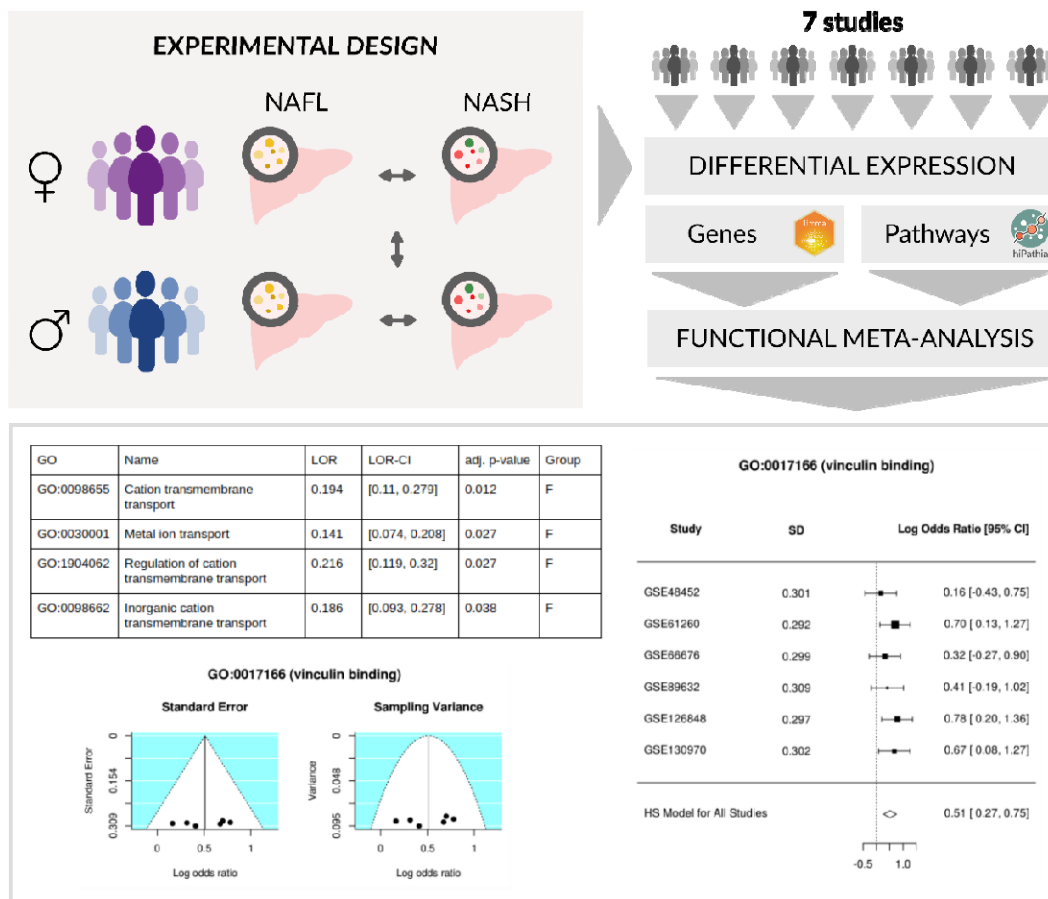 EXPERIMENTAL DESIGN
NAFL NASH
♀
♂
7 studies
DIFFERENTIAL EXPRESSION
Genes limma Pathways hiPathia
FUNCTIONAL META-ANALYSIS
GO Name LOR LOR-CI adj. p-value Group
GO:0098655 Cation transmembrane transport 0.194 [0.11, 0.279] 0.012 F
GO:0030001 Metal ion transport 0.141 [0.074, 0.208] 0.027 F
GO:1904062 Regulation of cation transmembrane transport 0.216 [0.119, 0.32] 0.027 F
GO:0098662 Inorganic cation transmembrane transport 0.186 [0.093, 0.278] 0.038 F
GO:0017166 (vinculin binding)
Standard Error Sampling Variance
Standard Error
0
0.154
0.309
0 0.5 1
Log odds ratio
Variance
0
0.048
0.095
0 0.5 1
Log odds ratio
GO:0017166 (vinculin binding)
Study SD Log Odds Ratio [95% CI]
GSE48452 0.301 0.16 [-0.43, 0.75]
GSE61260 0.292 0.70 [ 0.13, 1.27]
GSE66676 0.299 0.32 [-0.27, 0.90]
GSE89632 0.309 0.41 [-0.19, 1.02]
GSE126848 0.297 0.78 [ 0.20, 1.36]
GSE130970 0.302 0.67 [ 0.08, 1.27]
HS Model for All Studies 0.51 [ 0.27, 0.75]
-0.5 1.0